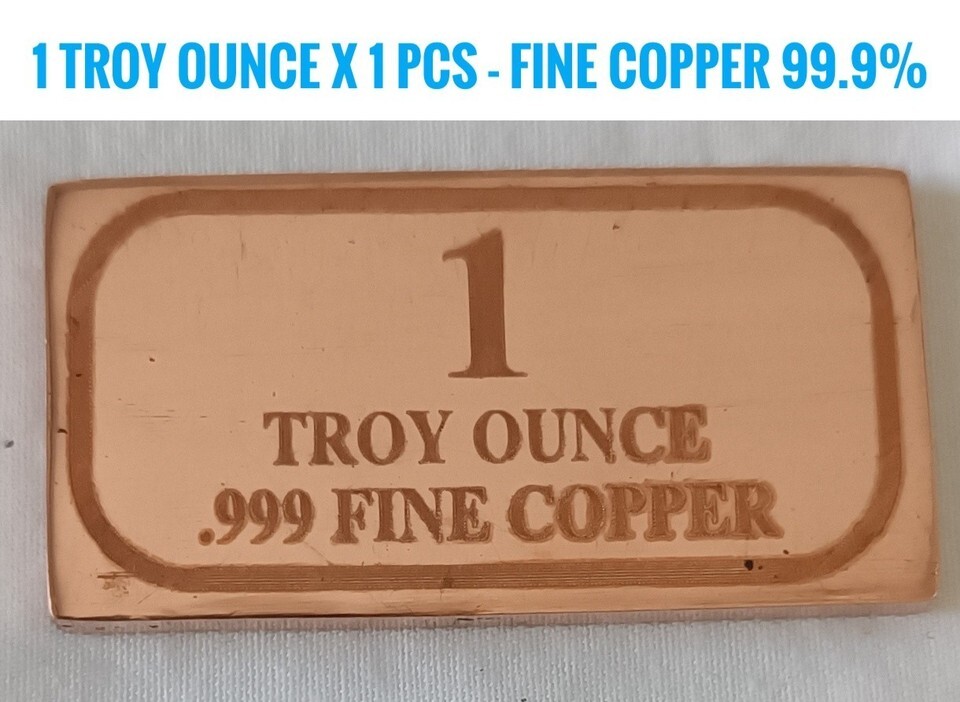 1 TROY OUNCE X 1 PCS - FINE COPPER 99.9%
1
TROY OUNCE
.999 FINE COPPER